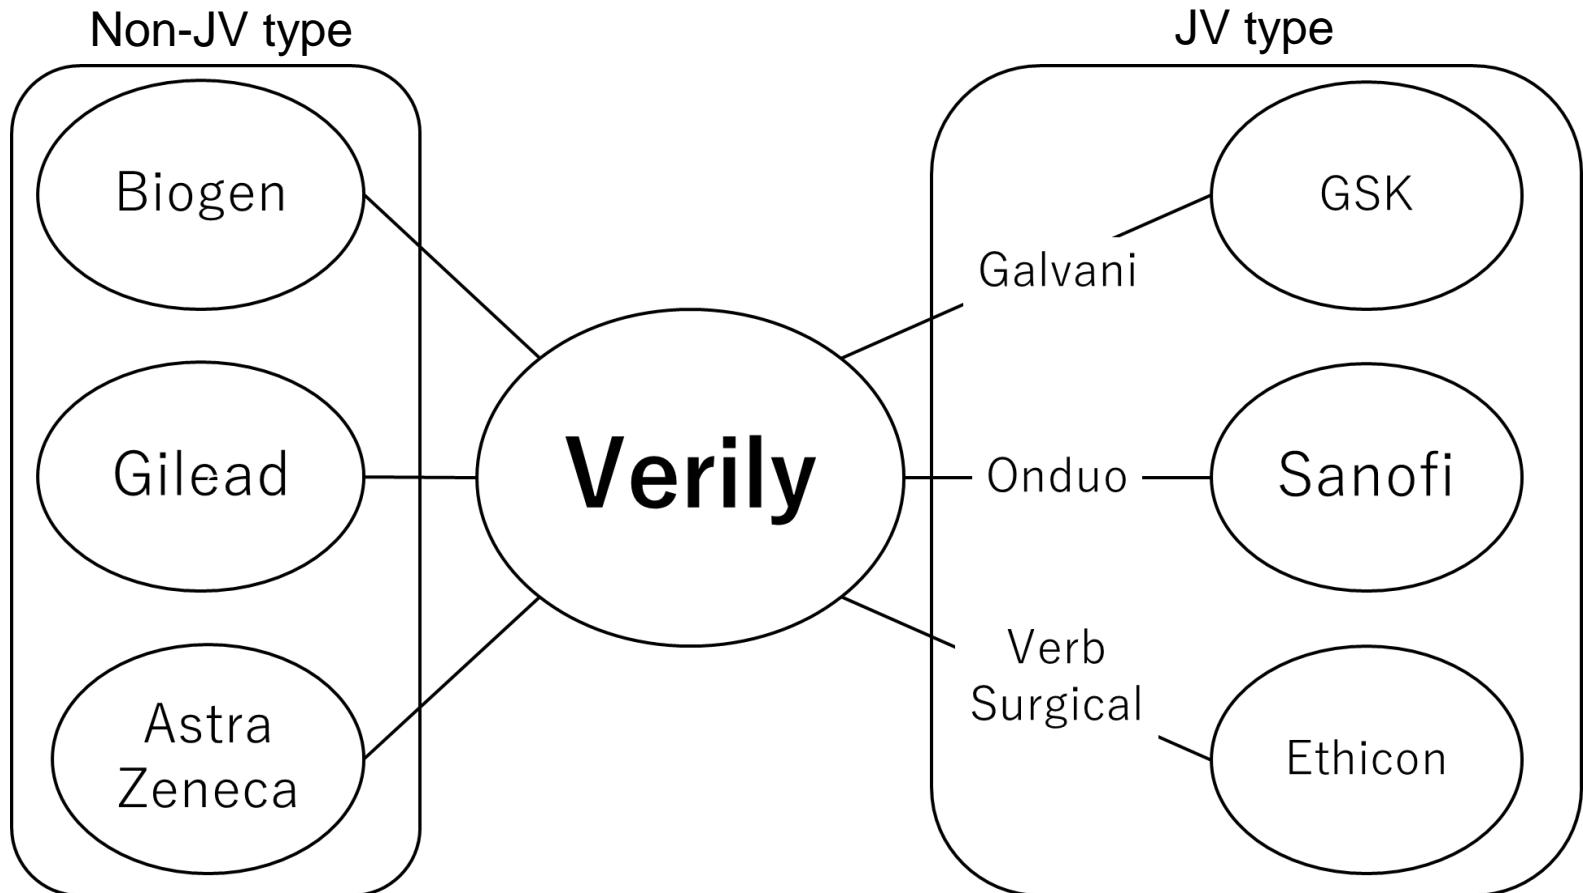 Non-JV type
JV type
Biogen
GSK
Galvani
Gilead
Verily
Onduo
Sanofi
Verb
Surgical
Astra
Zeneca
Ethicon